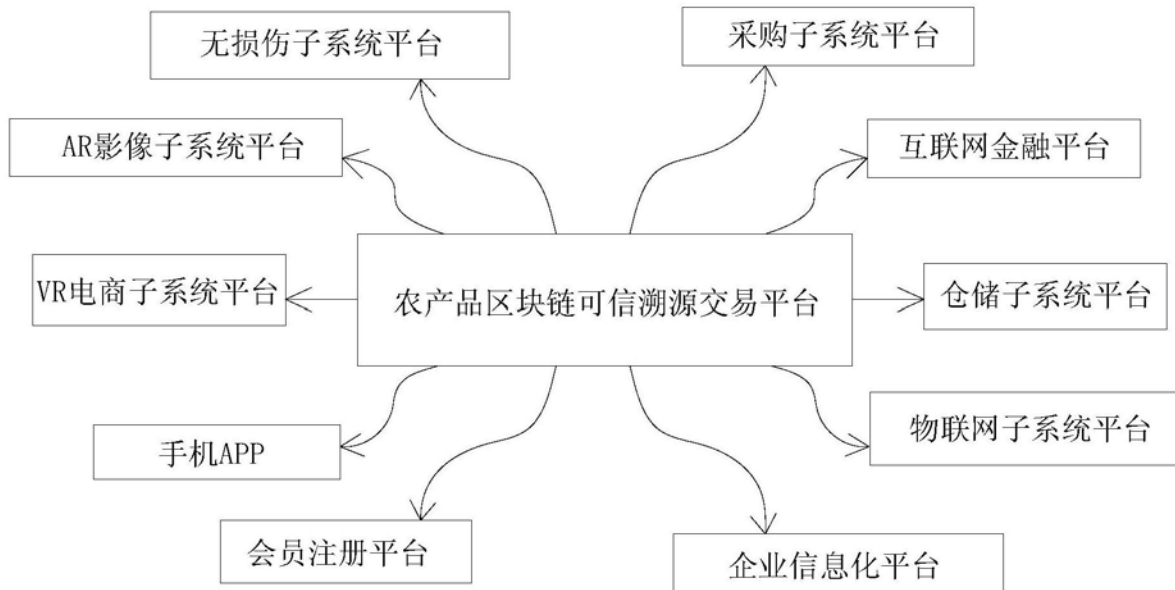 无损伤子系统平台
采购子系统平台
AR影像子系统平台
互联网金融平台
VR电商子系统平台
农产品区块链可信溯源交易平台
仓储子系统平台
手机APP
物联网子系统平台
会员注册平台
企业信息化平台